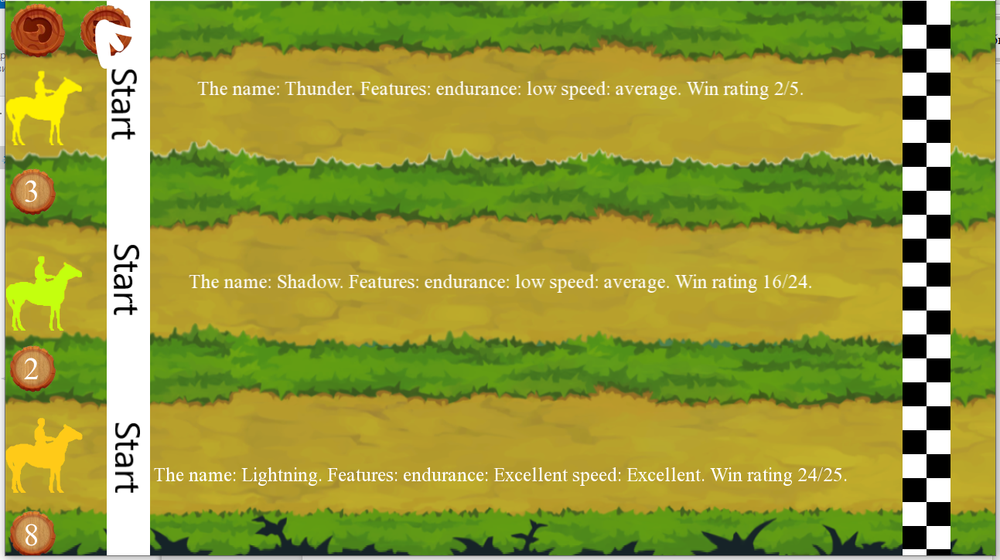 Start
The name: Thunder. Features: endurance: low speed: average. Win rating 2/5.
3
Start
The name: Shadow. Features: endurance: low speed: average. Win rating 16/24.
2
Start
The name: Lightning. Features: endurance: Excellent speed: Excellent. Win rating 24/25.
8